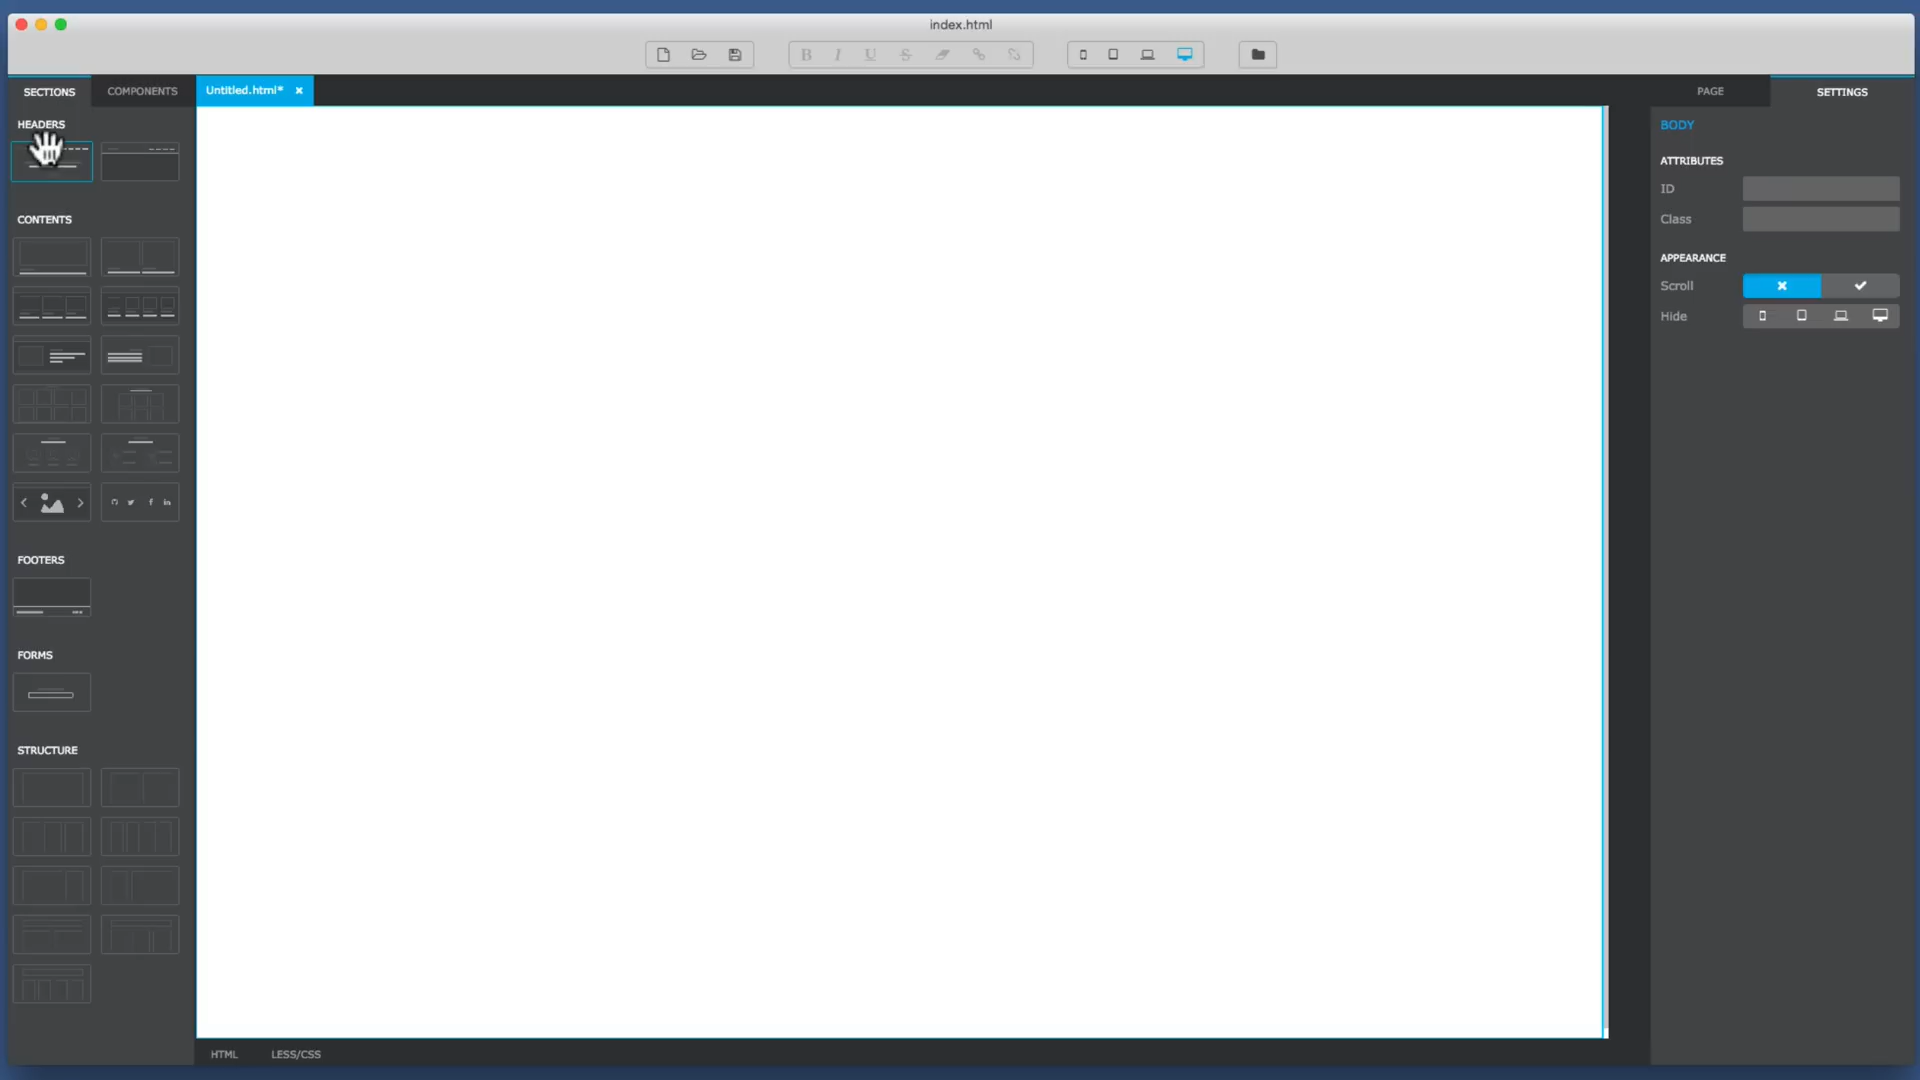 index.html
SECTIONS
COMPONENTS
Untitled.html*
PAGE
SETTINGS
HEADERS
BODY
ATTRIBUTES
ID
Class
CONTENTS
APPEARANCE
Scroll
Hide
FOOTERS
FORMS
STRUCTURE
HTML
LESS/CSS